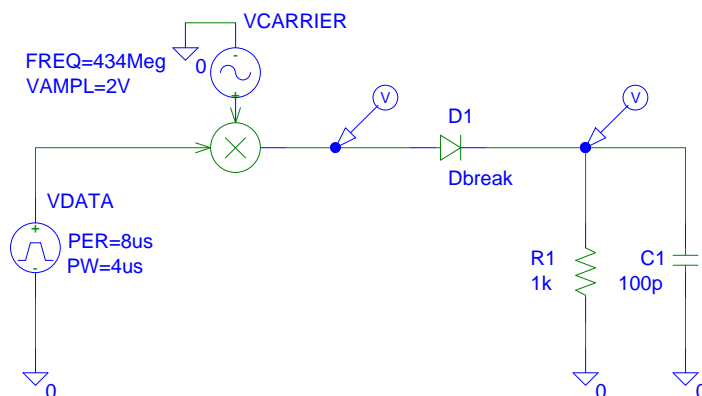 VCARRIER
-
0
FREQ=434Meg
VAMPL=2V
+
V
V
D1
Dbreak
VDATA
+
PER=8us
-
PW=4us
R1
1k
C1
100p
0
0
0